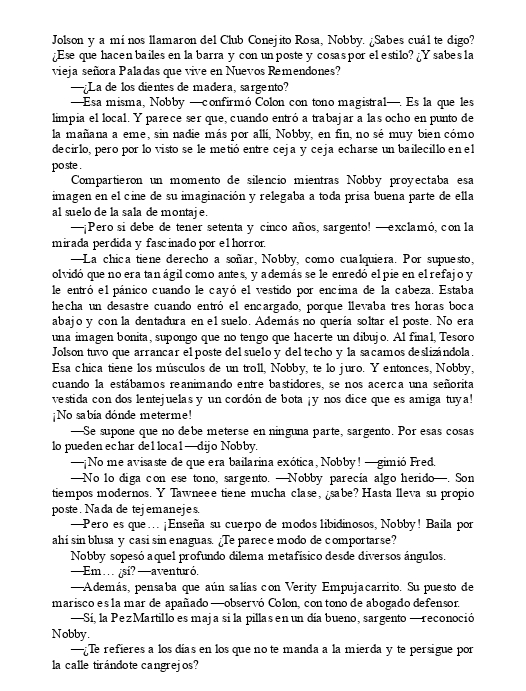 Jolson y a mí nos llamaron del Club Conejito Rosa, Nobby. ¿Sabes cuál te digo?
¿Ese que hacen bailes en la barra y con un poste y cosas por el estilo? ¿Y sabes la
vieja señora Paladas que vive en Nuevos Remendones?
—¿La de los dientes de madera, sargento?
—Esa misma, Nobby —confirmó Colon con tono magistral—. Es la que les
limpia el local. Y parece ser que, cuando entró a trabajar a las ocho en punto de
la mañana a eme, sin nadie más por allí, Nobby, en fin, no sé muy bien cómo
decirlo, pero por lo visto se le metió entre ceja y ceja echarse un bailecillo en el
poste.
Compartieron un momento de silencio mientras Nobby proyectaba esa
imagen en el cine de su imaginación y relegaba a toda prisa buena parte de ella
al suelo de la sala de montaje.
—¡Pero si debe de tener setenta y cinco años, sargento! —exclamó, con la
mirada perdida y fascinado por el horror.
—La chica tiene derecho a soñar, Nobby, como cualquiera. Por supuesto,
olvidó que no era tan ágil como antes, y además se le enredó el pie en el refajo y
le entró el pánico cuando le cayó el vestido por encima de la cabeza. Estaba
hecha un desastre cuando entró el encargado, porque llevaba tres horas boca
abajo y con la dentadura en el suelo. Además no quería soltar el poste. No era
una imagen bonita, supongo que no tengo que hacerte un dibujo. Al final, Tesoro
Jolson tuvo que arrancar el poste del suelo y del techo y la sacamos deslizándola.
Esa chica tiene los músculos de un troll, Nobby, te lo juro. Y entonces, Nobby,
cuando la estábamos reanimando entre bastidores, se nos acerca una señorita
vestida con dos lentejuelas y un cordón de bota ¡y nos dice que es amiga tuya!
¡No sabía dónde meterme!
—Se supone que no debe meterse en ninguna parte, sargento. Por esas cosas
lo pueden echar del local —dijo Nobby.
—¡No me avisaste de que era bailarina exótica, Nobby! —gimió Fred.
—No lo diga con ese tono, sargento. —Nobby parecía algo herido—. Son
tiempos modernos. Y Tawneee tiene mucha clase, ¿sabe? Hasta lleva su propio
poste. Nada de tejemanejes.
—Pero es que… ¡Enseña su cuerpo de modos libidinosos, Nobby! Baila por
ahí sin blusa y casi sin enaguas. ¿Te parece modo de comportarse?
Nobby sopesó aquel profundo dilema metafísico desde diversos ángulos.
—Em… ¿sí? —aventuró.
—Además, pensaba que aún salías con Verity Empujacarrito. Su puesto de
marisco es la mar de apañado —observó Colon, con tono de abogado defensor.
—Sí, la Pez Martillo es maja si la pillas en un día bueno, sargento —reconoció
Nobby.
—¿Te refieres a los días en los que no te manda a la mierda y te persigue por
la calle tirándote cangrejos?